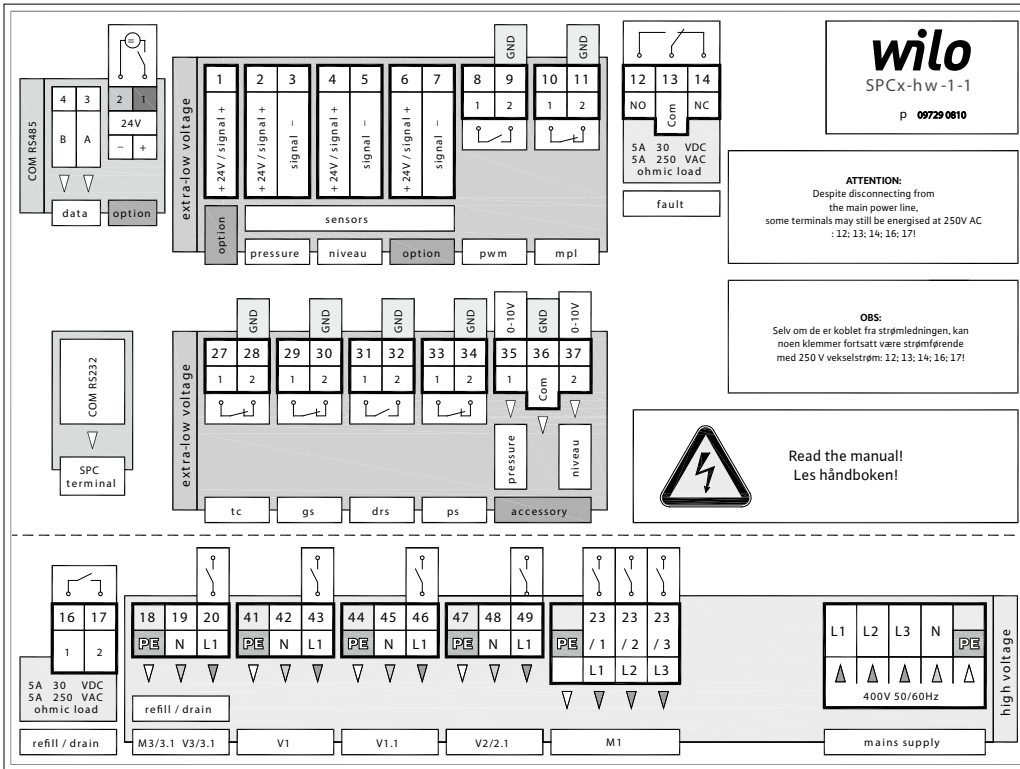 wilo
SPCx-hw-1-1
p 09729 0810
ATTENTION:
Despite disconnecting from
the main power line,
some terminals may still be energised at 250V AC
: 12; 13; 14; 16; 17!
OBS:
Selv om de er koblet fra strømledningen, kan
noen klemmer fortsatt være strømførende
med 250 V vekselstrøm: 12; 13; 14; 16; 17!
Read the manual!
Les håndboken!
COM RS485
4 3 2 1
B A 24V
– +
data option
extra-low voltage
GND GND
1 2 3 4 5 6 7 8 9 10 11
+ 24V / signal +
+ 24V / signal +
signal –
+ 24V / signal +
signal –
+ 24V / signal +
signal –
1 2 1 2
option
sensors
pressure niveau option pwm mpl
12 13 14
NO Com NC
5A 30 VDC
5A 250 VAC
ohmic load
fault
COM RS232
SPC
terminal
extra-low voltage
GND GND GND GND 0-10V GND 0-10V
27 28 29 30 31 32 33 34 35 36 37
1 2 1 2 1 2 1 2 1 Com 2
pressure niveau
tc gs drs ps accessory
16 17
1 2
5A 30 VDC
5A 250 VAC
ohmic load
refill / drain
18 19 20 41 42 43 44 45 46 47 48 49 23 23 23
PE N L1 PE N L1 PE N L1 PE N L1 PE / 1 / 2 / 3
L1 L2 L3
refill / drain
M3/3.1 V3/3.1 V1 V1.1 V2/2.1 M1
L1 L2 L3 N PE
400V 50/60Hz
mains supply
high voltage